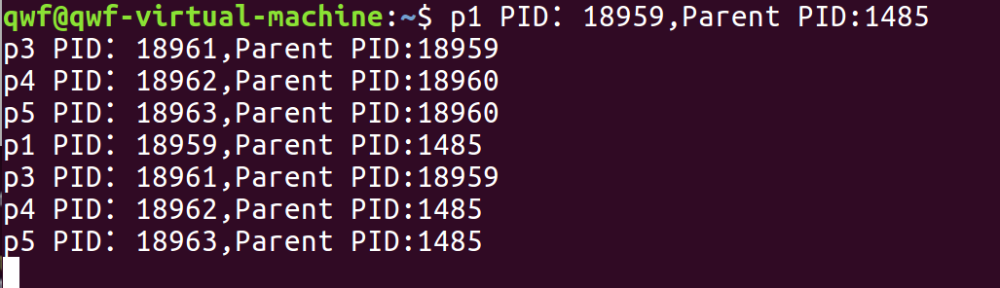 qwf@qwf-virtual-machine:~$ p1 PID：18959,Parent PID:1485
p3 PID：18961,Parent PID:18959
p4 PID：18962,Parent PID:18960
p5 PID：18963,Parent PID:18960
p1 PID：18959,Parent PID:1485
p3 PID：18961,Parent PID:18959
p4 PID：18962,Parent PID:1485
p5 PID：18963,Parent PID:1485